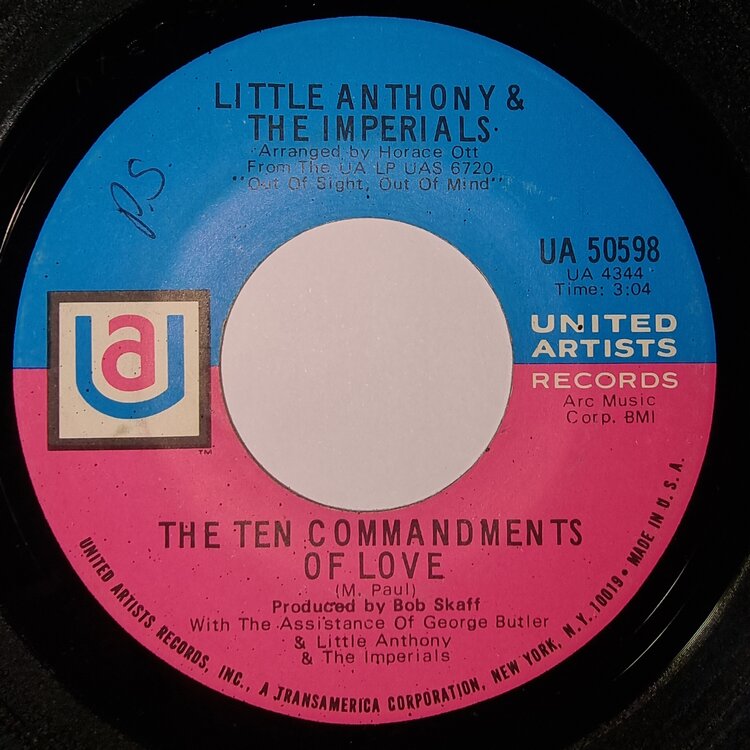 LITTLE ANTHONY &
THE IMPERIALS
Arranged by Horace Ott
From The UA LP UAS 6720
"Out Of Sight, Out Of Mind"
P.S.
UA 50598
UA 4344
Time: 3:04
ua
TM
UNITED
ARTISTS
RECORDS
Arc Music
Corp. BMI
THE TEN COMMANDMENTS
OF LOVE
(M. Paul)
Produced by Bob Skaff
With The Assistance Of George Butler
& Little Anthony
& The Imperials
UNITED ARTISTS RECORDS, INC., A TRANSAMERICA CORPORATION, NEW YORK, N.Y. 10019 • MADE IN U.S.A.